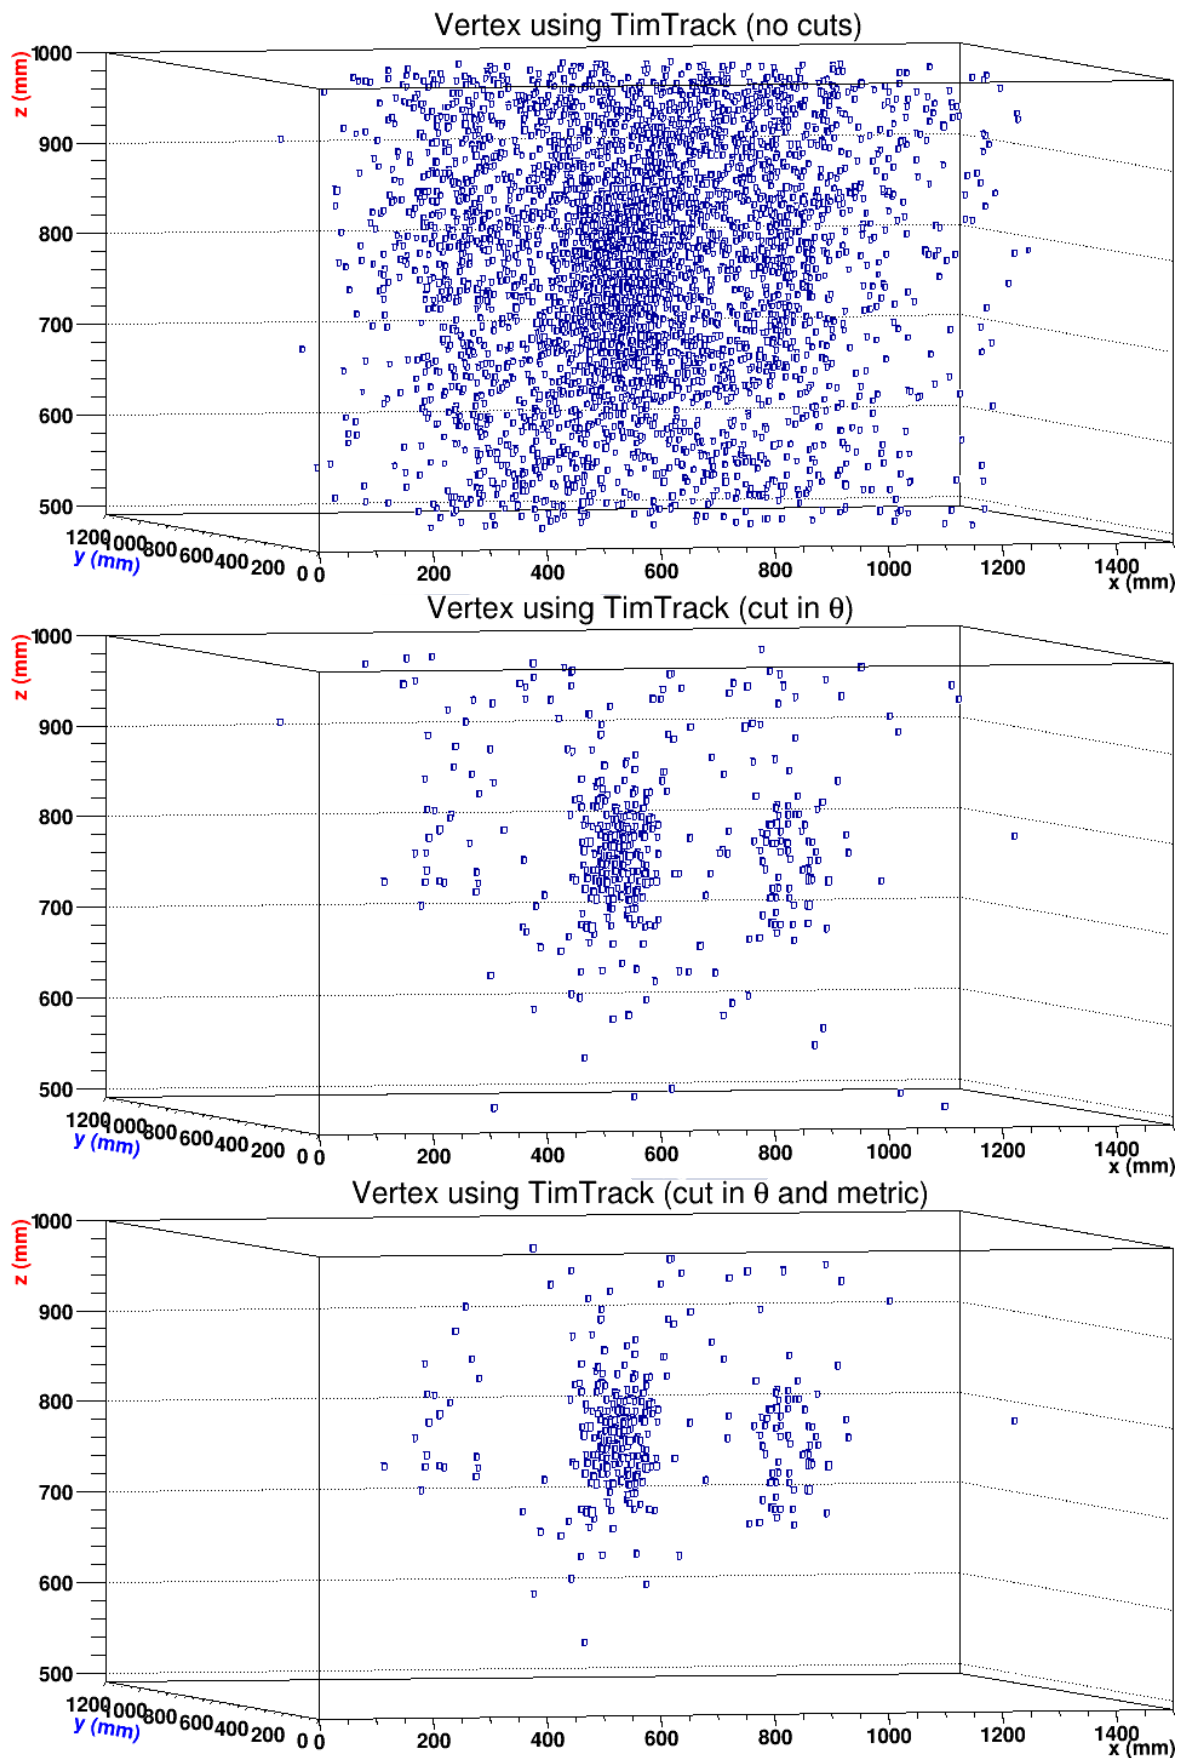 Vertex using TimTrack (no cuts)
z (mm)
1000
900
800
700
600
500
1200 1000 800 600 400 200 0
y (mm)
0 200 400 600 800 1000 1200 1400
x (mm)
Vertex using TimTrack (cut in θ)
z (mm)
1000
900
800
700
600
500
1200 1000 800 600 400 200 0
y (mm)
0 200 400 600 800 1000 1200 1400
x (mm)
Vertex using TimTrack (cut in θ and metric)
z (mm)
1000
900
800
700
600
500
1200 1000 800 600 400 200 0
y (mm)
0 200 400 600 800 1000 1200 1400
x (mm)